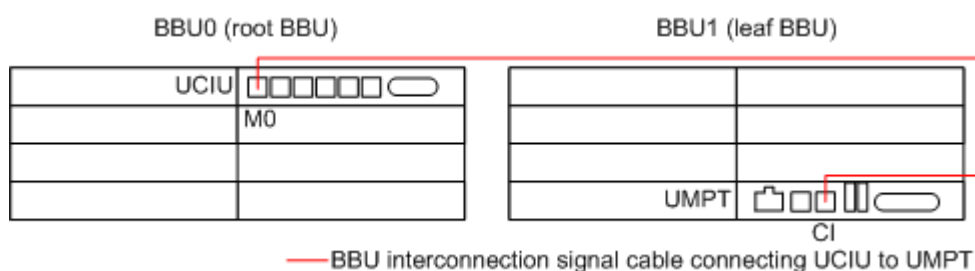 BBU0 (root BBU)
BBU1 (leaf BBU)
UCIU
M0
UMPT
CI
BBU interconnection signal cable connecting UCIU to UMPT